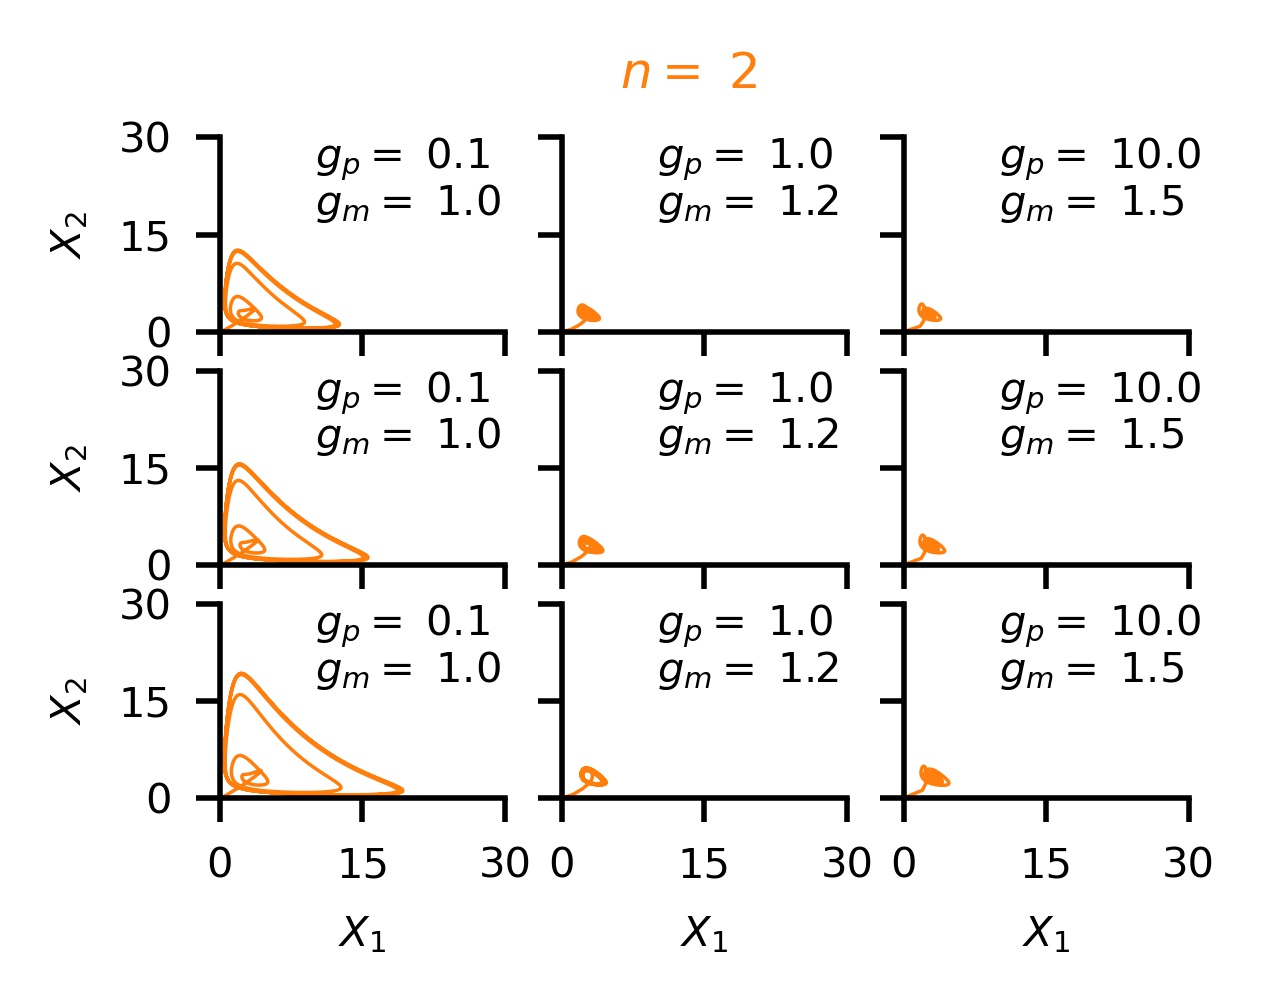 n = 2
30
g_p = 0.1
g_p = 1.0
g_p = 10.0
g_m = 1.0
g_m = 1.2
g_m = 1.5
X_2
15
0
30
g_p = 0.1
g_p = 1.0
g_p = 10.0
g_m = 1.0
g_m = 1.2
g_m = 1.5
X_2
15
0
30
g_p = 0.1
g_p = 1.0
g_p = 10.0
g_m = 1.0
g_m = 1.2
g_m = 1.5
X_2
15
0
0 15 30 0 15 30 0 15 30
X_1 X_1 X_1